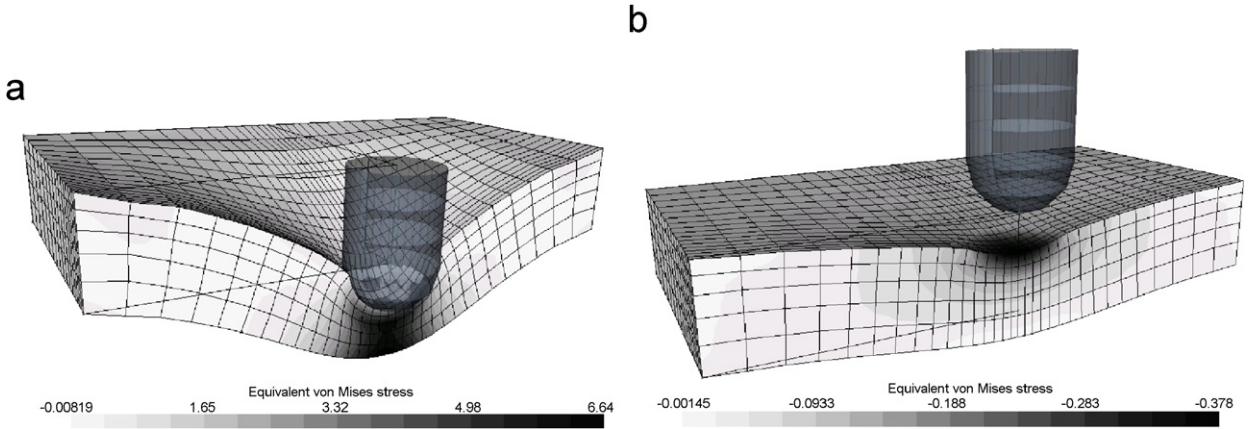 a
b
Equivalent von Mises stress
-0.00819 1.65 3.32 4.98 6.64
Equivalent von Mises stress
-0.00145 -0.0933 -0.188 -0.283 -0.378